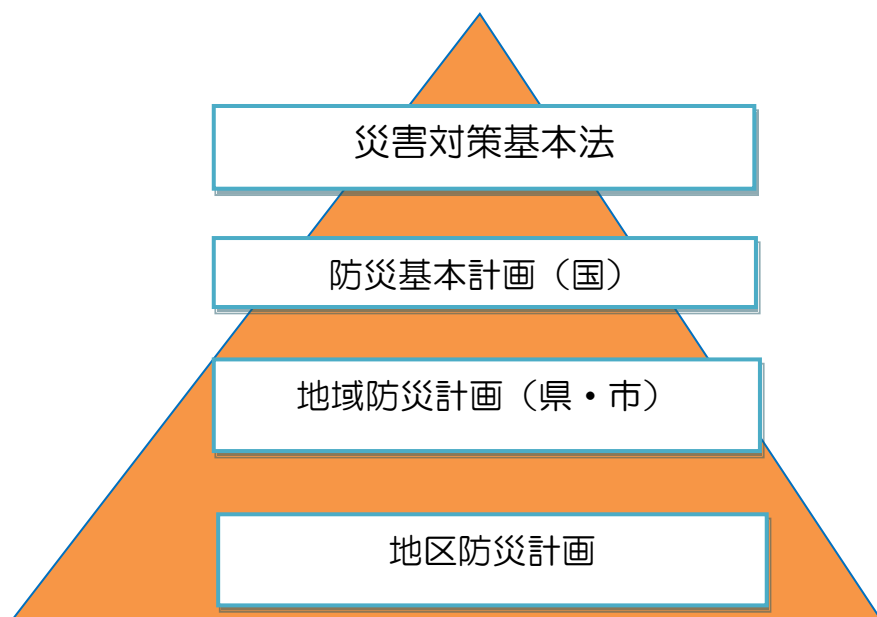 災害対策基本法
防災基本計画（国）
地域防災計画（県・市）
地区防災計画